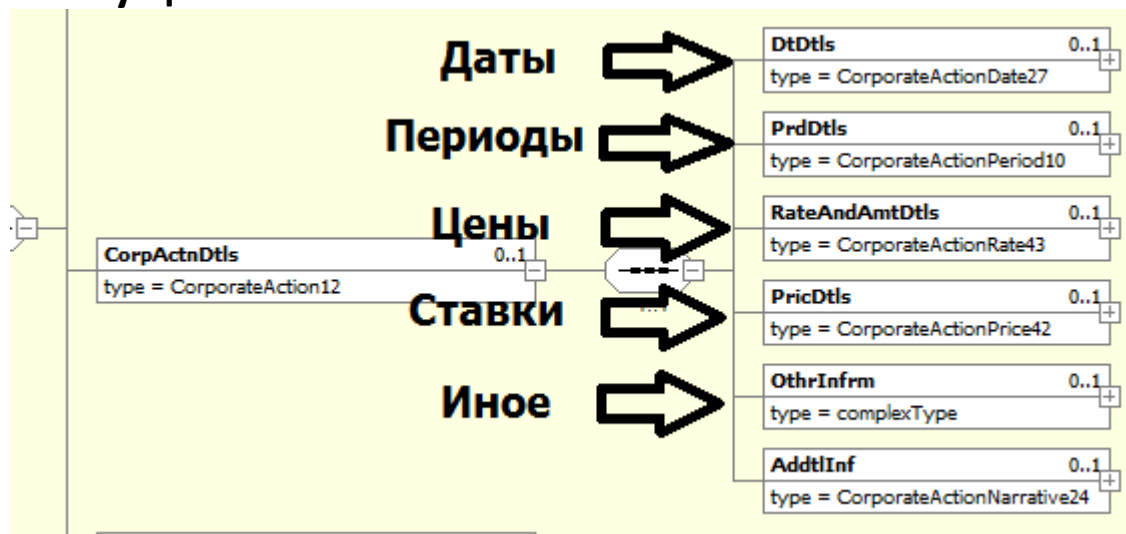 Даты
DtDtls 0..1
type = CorporateActionDate27
Периоды
PrdDtls 0..1
type = CorporateActionPeriod10
Цены
RateAndAmtDtls 0..1
type = CorporateActionRate43
CorpActnDtls 0..1
type = CorporateAction12
Ставки
PricDtls 0..1
type = CorporateActionPrice42
Иное
OthrInfrm 0..1
type = complexType
AddtlInf 0..1
type = CorporateActionNarrative24